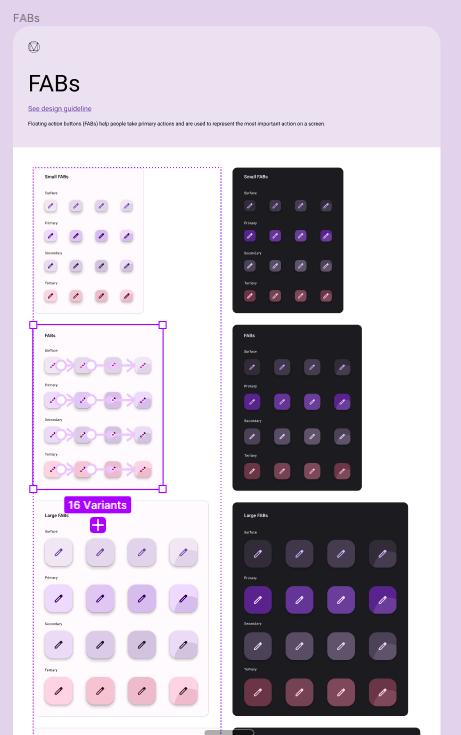 FABs
FABs
See design guideline
Floating action buttons (FABs) help people take primary actions and are used to represent the most important action on a screen.
Small FABs
Surface
Primary
Secondary
Tertiary
Small FABs
Surface
Primary
Secondary
Tertiary
FABs
Surface
Primary
Secondary
Tertiary
16 Variants
FABs
Surface
Primary
Secondary
Tertiary
Large FABs
Surface
Primary
Secondary
Tertiary
Large FABs
Surface
Primary
Secondary
Tertiary